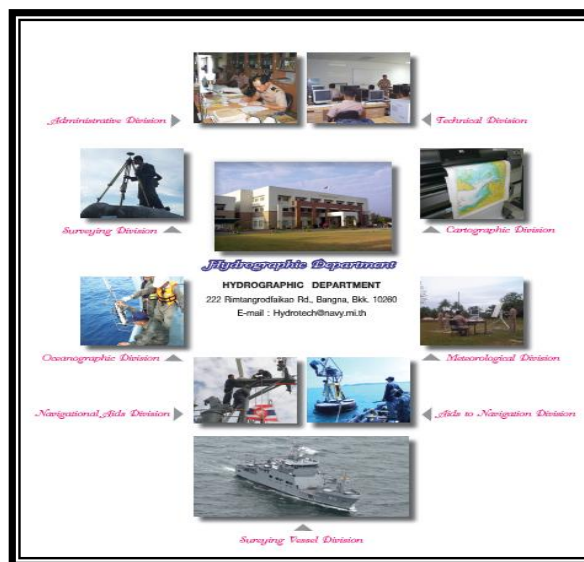 Administrative Division
Technical Division
Surveying Division
Cartographic Division
Hydrographic Department
HYDROGRAPHIC DEPARTMENT
222 Rimtangrodfaikao Rd., Bangna, Bkk. 10260
E-mail : Hydrotech@navy.mi.th
Oceanographic Division
Meteorological Division
Navigational Aids Division
Aids to Navigation Division
Sureying Vessel Division